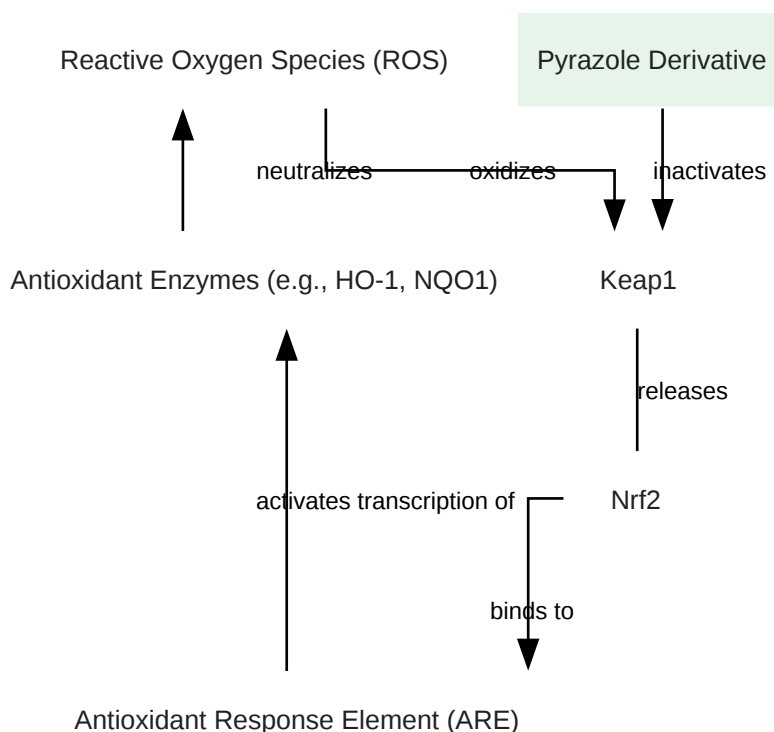 Reactive Oxygen Species (ROS)
Pyrazole Derivative
neutralizes
oxidizes
inactivates
Antioxidant Enzymes (e.g., HO-1, NQO1)
Keap1
releases
activates transcription of
Nrf2
binds to
Antioxidant Response Element (ARE)